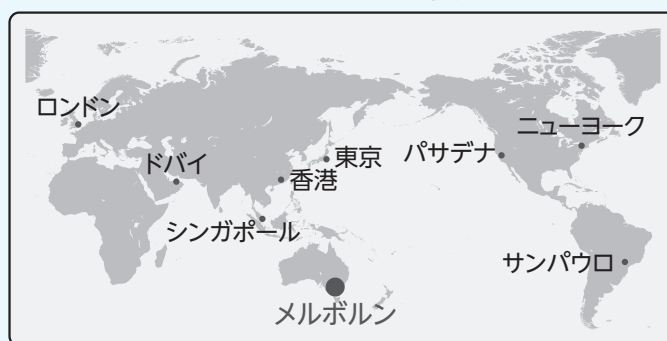 ロンドン
ニューヨーク
ドバイ
東京
パサデナ
香港
シンガポール
サンパウロ
メルボルン